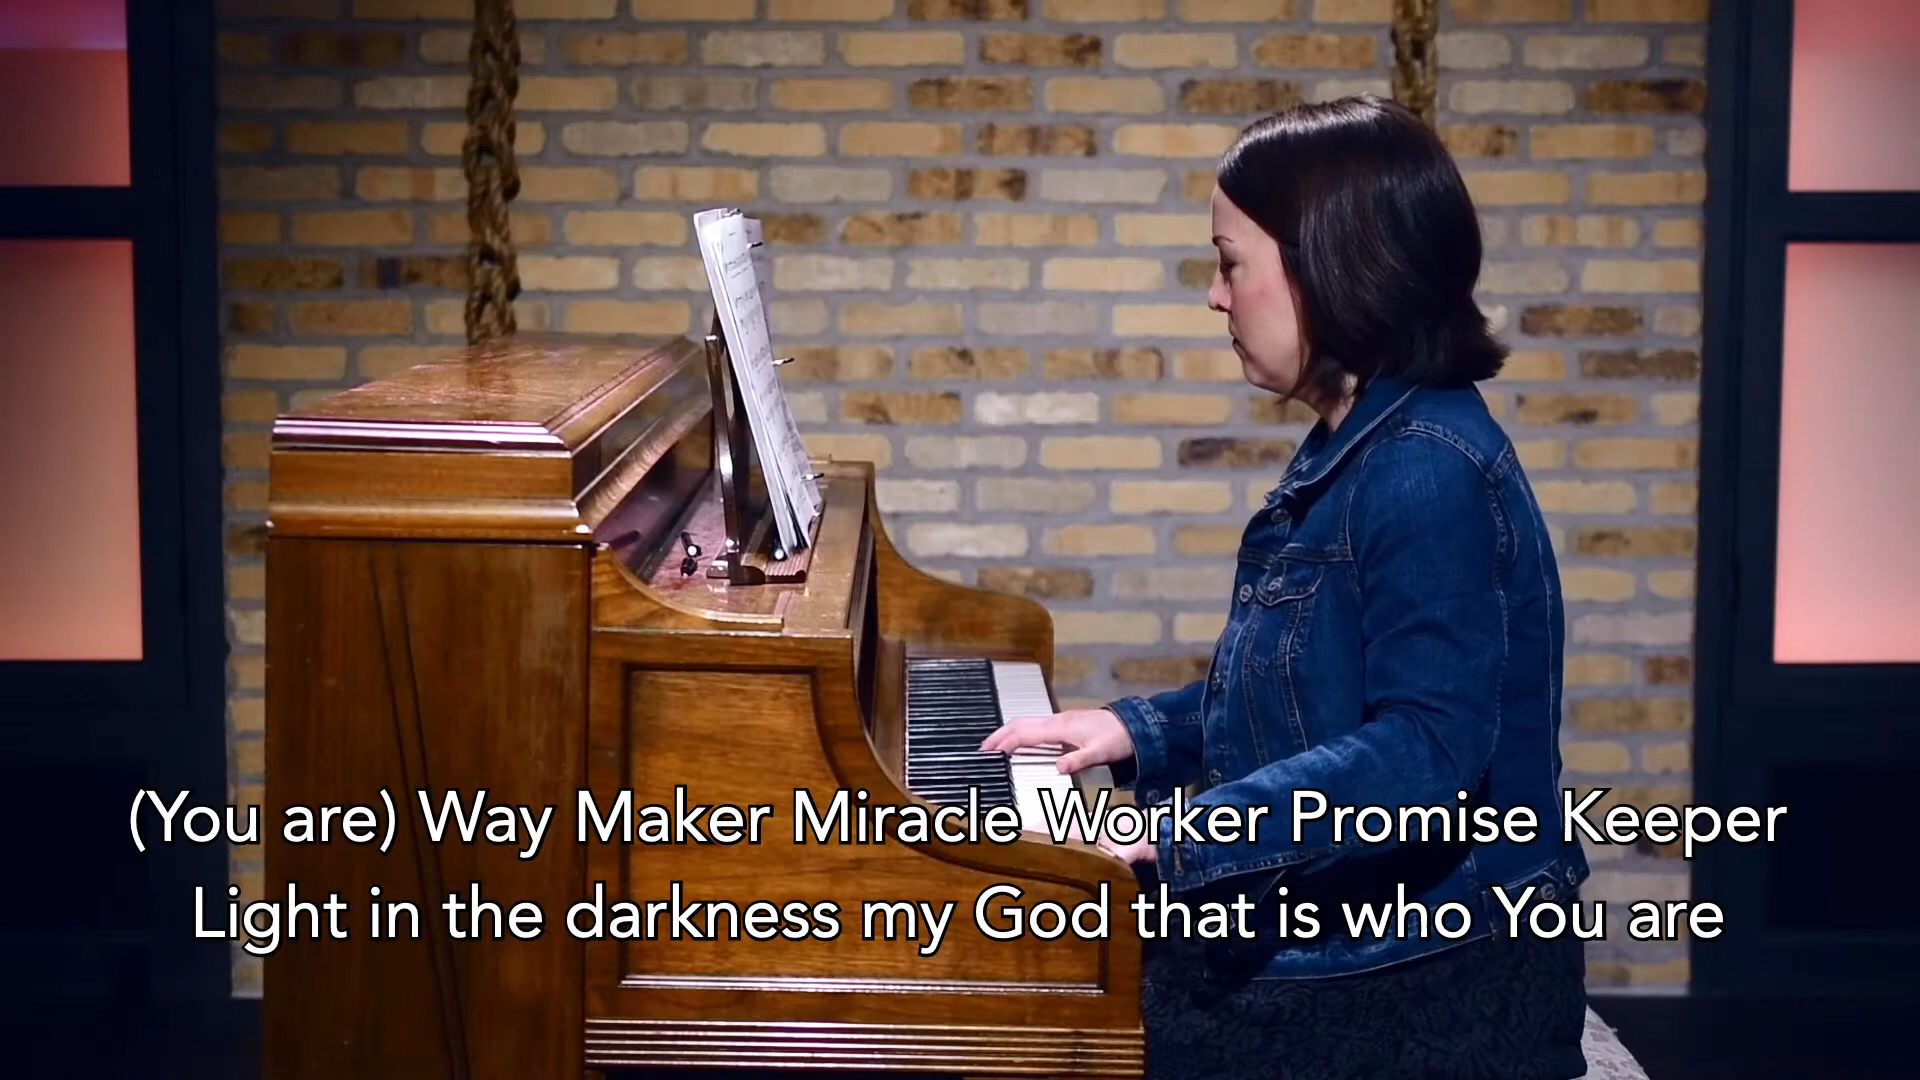 (You are) Way Maker Miracle Worker Promise Keeper
Light in the darkness my God that is who You are